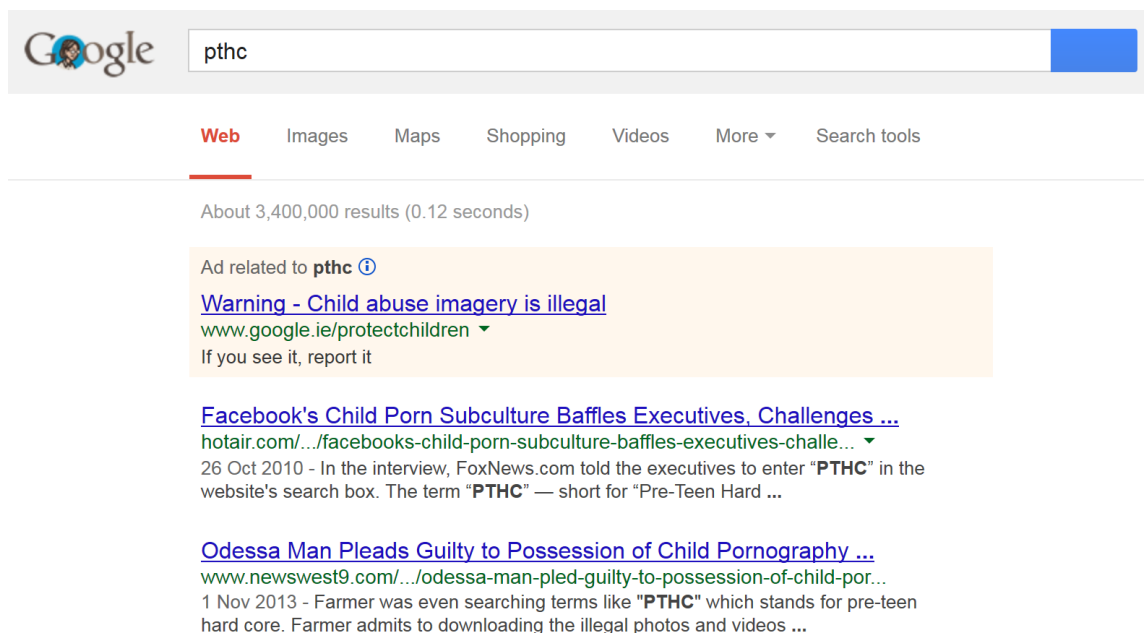 Google
pthc
Web Images Maps Shopping Videos More Search tools
About 3,400,000 results (0.12 seconds)
Ad related to pthc
Warning - Child abuse imagery is illegal
www.google.ie/protectchildren
If you see it, report it
Facebook's Child Porn Subculture Baffles Executives, Challenges ...
hotair.com/.../facebooks-child-porn-subculture-baffles-executives-challe...
26 Oct 2010 - In the interview, FoxNews.com told the executives to enter “PTHC” in the
website's search box. The term “PTHC” — short for “Pre-Teen Hard ...
Odessa Man Pleads Guilty to Possession of Child Pornography ...
www.newswest9.com/.../odessa-man-pled-guilty-to-possession-of-child-por...
1 Nov 2013 - Farmer was even searching terms like "PTHC" which stands for pre-teen
hard core. Farmer admits to downloading the illegal photos and videos ...